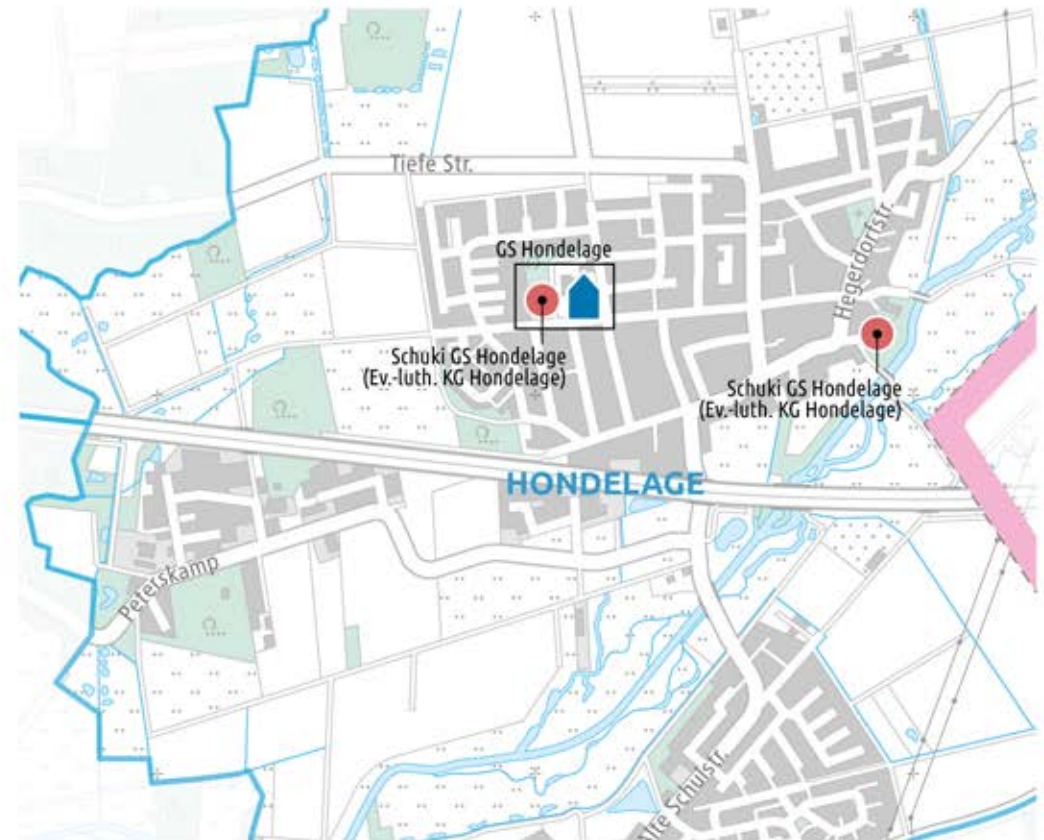 Tiefe Str.
GS Hondelage
Hegerdorfstr.
Schuki GS Hondelage
(Ev.-luth. KG Hondelage)
Schuki GS Hondelage
(Ev.-luth. KG Hondelage)
HONDELAGE
Peterskamp
Alte Schulstr.